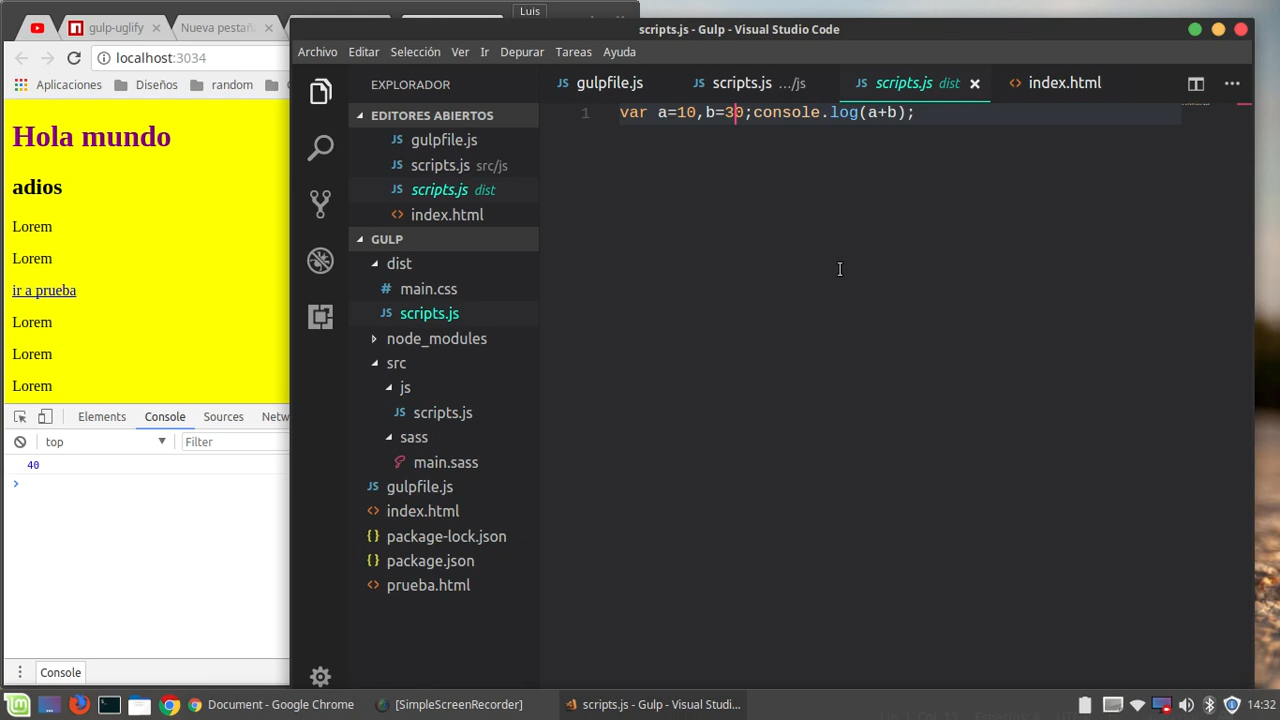 Luis
gulp-uglify
Nueva pestañ
localhost:3034
Aplicaciones
Diseños
random
Hola mundo
adios
Lorem
Lorem
ir a prueba
Lorem
Lorem
Lorem
Elements
Console
Sources
Netw
top
Filter
40
Console
scripts.js - Gulp - Visual Studio Code
Archivo
Editar
Selección
Ver
Ir
Depurar
Tareas
Ayuda
EXPLORADOR
EDITORES ABIERTOS
gulpfile.js
scripts.js src/js
scripts.js dist
index.html
GULP
dist
main.css
scripts.js
node_modules
src
js
scripts.js
sass
main.sass
gulpfile.js
index.html
package-lock.json
package.json
prueba.html
gulpfile.js
scripts.js .../js
scripts.js dist
index.html
1 var a=10,b=30;console.log(a+b);
Document - Google Chrome
[SimpleScreenRecorder]
scripts.js - Gulp - Visual Studi...
14:32